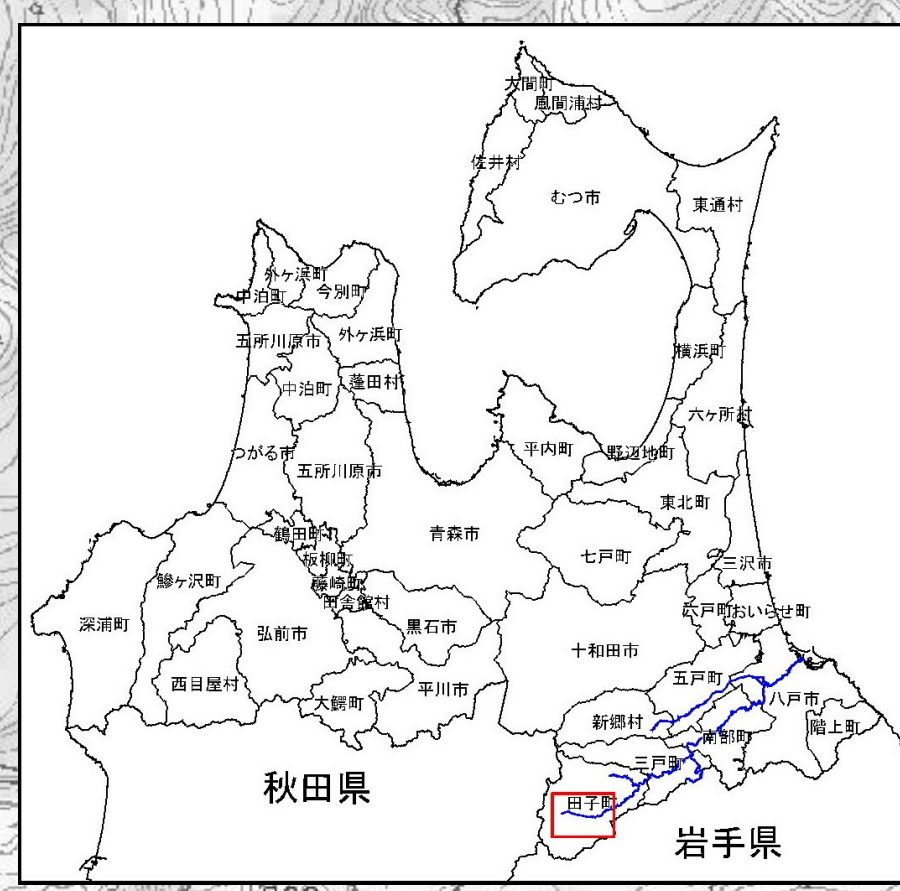 大間町
風間浦村
佐井村
むつ市
東通村
外ヶ浜町
中泊町
今別町
五所川原市
外ヶ浜町
横浜町
中泊町
蓬田村
六ヶ所村
つがる市
五所川原市
平内町
野辺地町
東北町
鶴田町
青森市
板柳町
七戸町
三沢市
藤崎町
鰺ヶ沢町
田舎館村
六戸町
おいらせ町
深浦町
弘前市
黒石市
十和田市
西目屋村
大鰐町
平川市
五戸町
八戸市
新郷村
南部町
階上町
三戸町
秋田県
田子町
岩手県